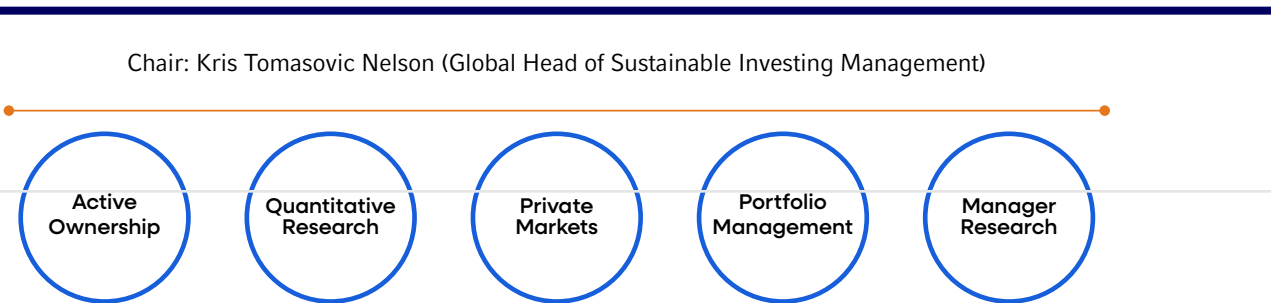 Chair: Kris Tomasovic Nelson (Global Head of Sustainable Investing Management)
Active
Ownership
Quantitative
Research
Private
Markets
Portfolio
Management
Manager
Research